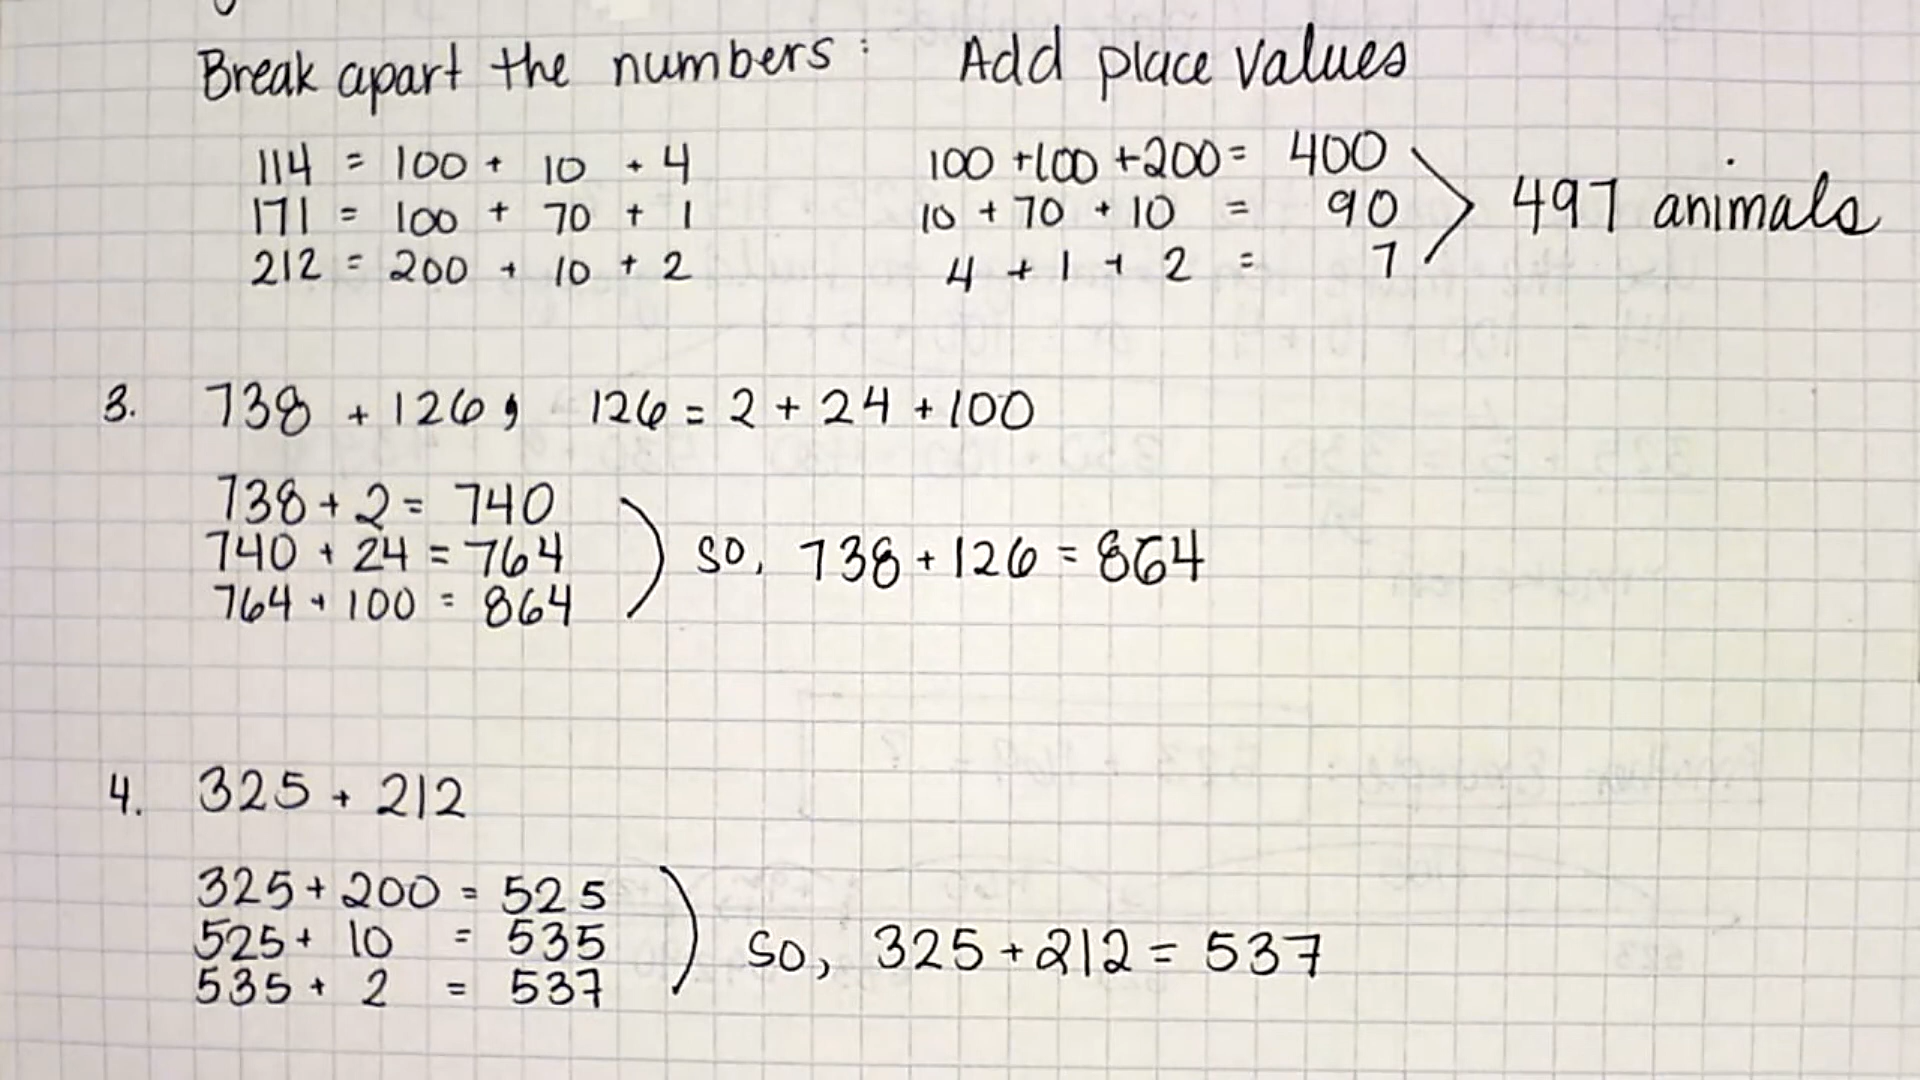 Break apart the numbers: Add place values
114 = 100 + 10 + 4 100 + 100 + 200 = 400
171 = 100 + 70 + 1 10 + 70 + 10 = 90 497 animals
212 = 200 + 10 + 2 4 + 1 + 2 = 7
3. 738 + 126, 126 = 2 + 24 + 100
738 + 2 = 740
740 + 24 = 764 so, 738 + 126 = 864
764 + 100 = 864
4. 325 + 212
325 + 200 = 525
525 + 10 = 535 so, 325 + 212 = 537
535 + 2 = 537